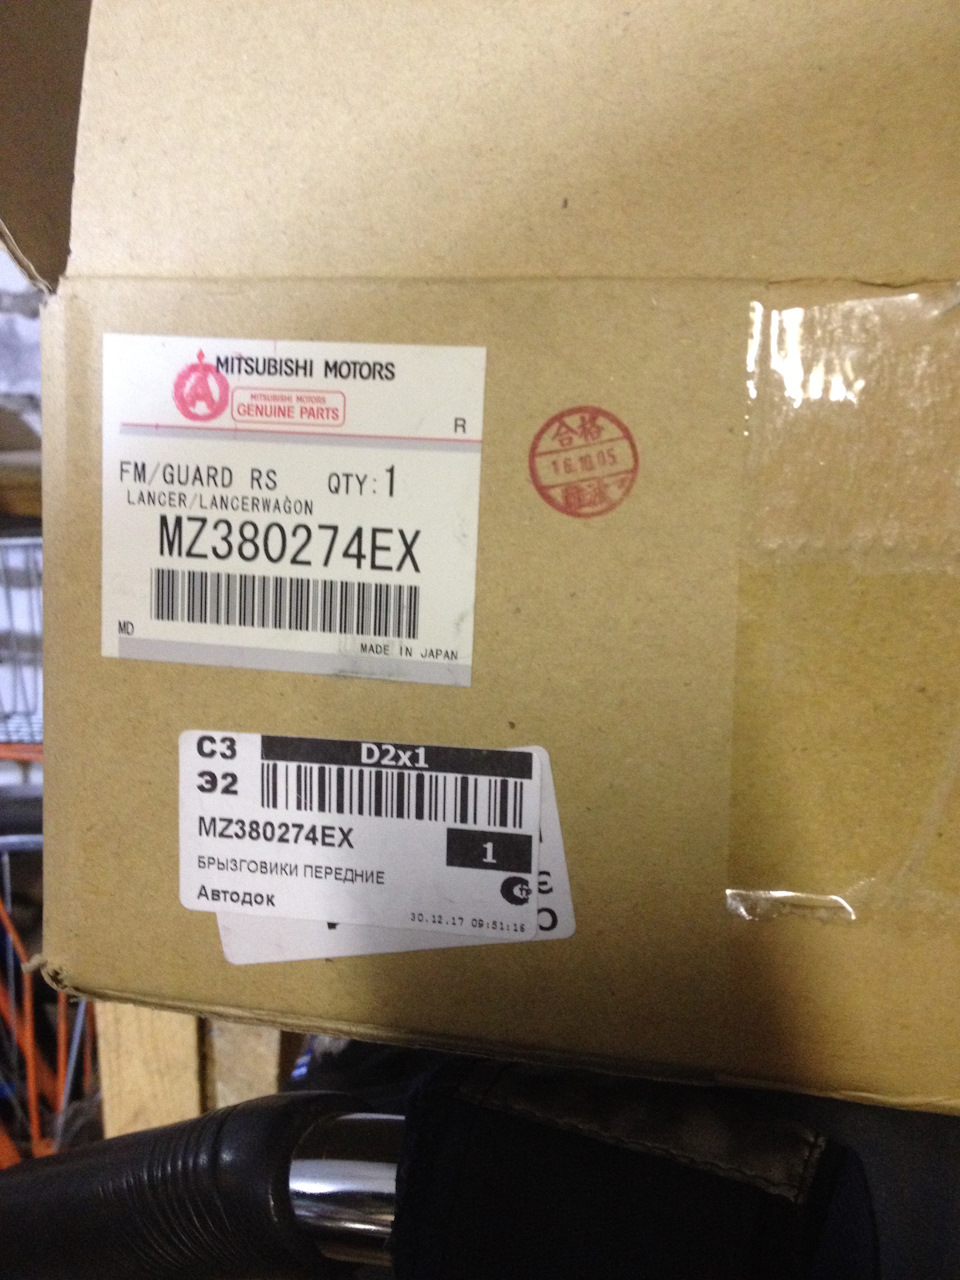 MITSUBISHI MOTORS
MITSUBISHI MOTORS
GENUINE PARTS
R
FM/GUARD RS QTY:1
LANCER/LANCERWAGON
MZ380274EX
MD
MADE IN JAPAN
合格
16.10.05
C3
D2x1
Э2
MZ380274EX
1
БРЫЗГОВИКИ ПЕРЕДНИЕ
Автодок
30.12.17 09:51:16